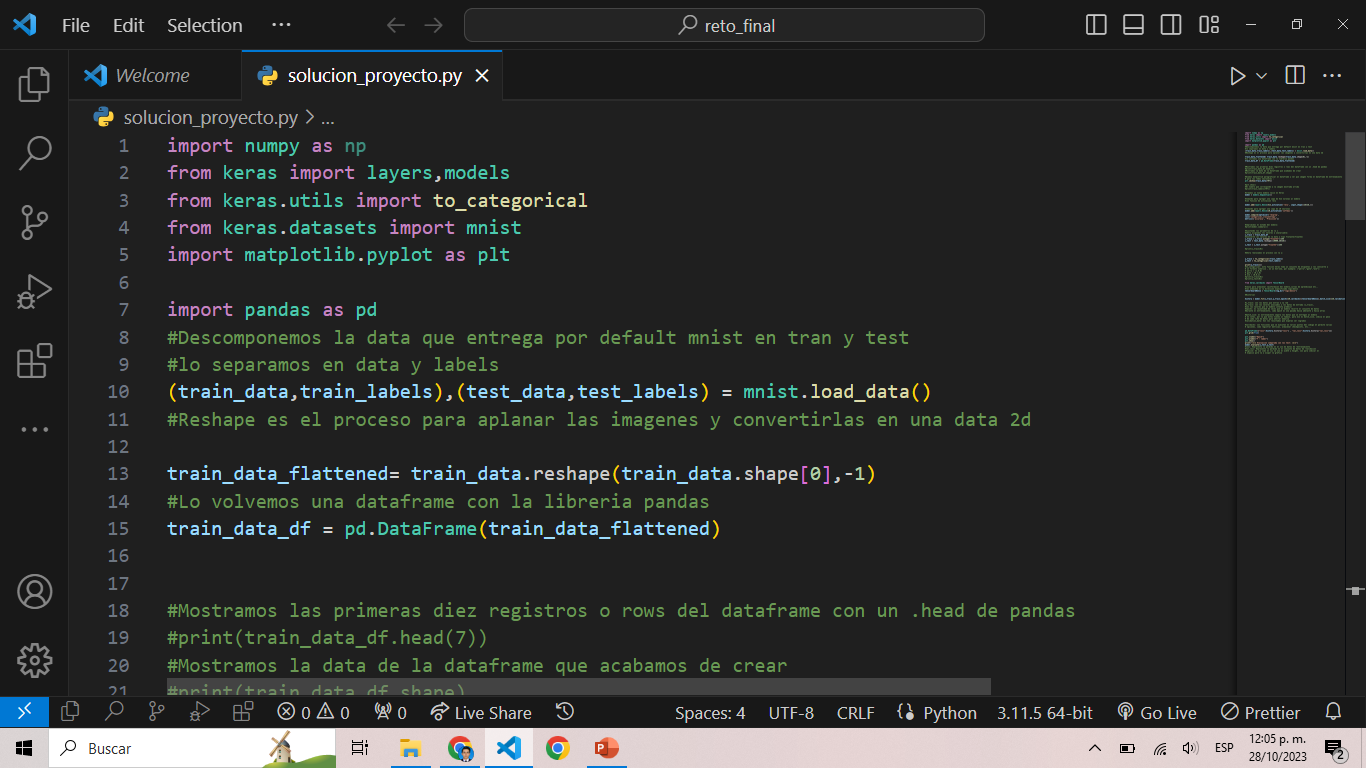 File Edit Selection ··· reto_final
Welcome solucion_proyecto.py
solucion_proyecto.py > ...
1 import numpy as np
2 from keras import layers,models
3 from keras.utils import to_categorical
4 from keras.datasets import mnist
5 import matplotlib.pyplot as plt
6
7 import pandas as pd
8 #Descomponemos la data que entrega por default mnist en tran y test
9 #lo separamos en data y labels
10 (train_data,train_labels),(test_data,test_labels) = mnist.load_data()
11 #Reshape es el proceso para aplanar las imagenes y convertirlas en una data 2d
12
13 train_data_flattened= train_data.reshape(train_data.shape[0],-1)
14 #Lo volvemos una dataframe con la libreria pandas
15 train_data_df = pd.DataFrame(train_data_flattened)
16
17
18 #Mostramos las primeras diez registros o rows del dataframe con un .head de pandas
19 #print(train_data_df.head(7))
20 #Mostramos la data de la dataframe que acabamos de crear
21 #print(train_data_df.shape)
0 0 0 Live Share Spaces: 4 UTF-8 CRLF Python 3.11.5 64-bit Go Live Prettier
Buscar ESP 12:05 p. m.
28/10/2023 2